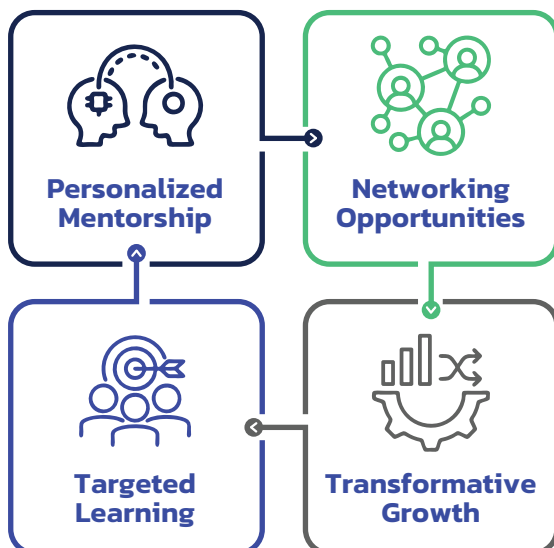 Personalized
Mentorship
Networking
Opportunities
Targeted
Learning
Transformative
Growth